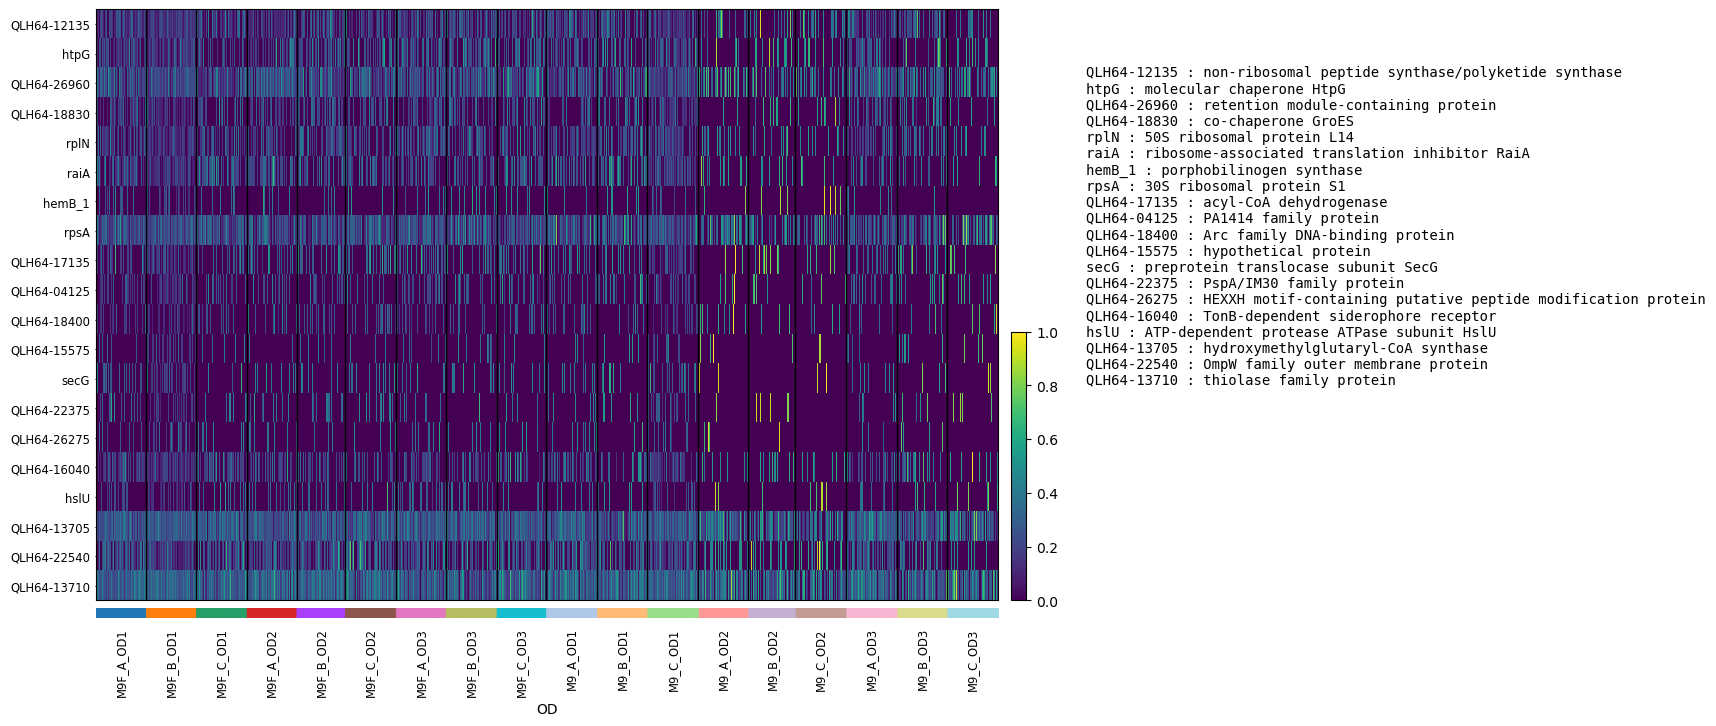 QLH64-12135
htpG
QLH64-26960
QLH64-18830
rplN
raiA
hemB_1
rpsA
QLH64-17135
QLH64-04125
QLH64-18400
QLH64-15575
secG
QLH64-22375
QLH64-26275
QLH64-16040
hslU
QLH64-13705
QLH64-22540
QLH64-13710
M9F_A_OD1
M9F_B_OD1
M9F_C_OD1
M9F_A_OD2
M9F_B_OD2
M9F_C_OD2
M9F_A_OD3
M9F_B_OD3
M9F_C_OD3
M9_A_OD1
M9_B_OD1
M9_C_OD1
M9_A_OD2
M9_B_OD2
M9_C_OD2
M9_A_OD3
M9_B_OD3
M9_C_OD3
OD
1.0
0.8
0.6
0.4
0.2
0.0
QLH64-12135 : non-ribosomal peptide synthase/polyketide synthase
htpG : molecular chaperone HtpG
QLH64-26960 : retention module-containing protein
QLH64-18830 : co-chaperone GroES
rplN : 50S ribosomal protein L14
raiA : ribosome-associated translation inhibitor RaiA
hemB_1 : porphobilinogen synthase
rpsA : 30S ribosomal protein S1
QLH64-17135 : acyl-CoA dehydrogenase
QLH64-04125 : PA1414 family protein
QLH64-18400 : Arc family DNA-binding protein
QLH64-15575 : hypothetical protein
secG : preprotein translocase subunit SecG
QLH64-22375 : PspA/IM30 family protein
QLH64-26275 : HEXXH motif-containing putative peptide modification protein
QLH64-16040 : TonB-dependent siderophore receptor
hslU : ATP-dependent protease ATPase subunit HslU
QLH64-13705 : hydroxymethylglutaryl-CoA synthase
QLH64-22540 : OmpW family outer membrane protein
QLH64-13710 : thiolase family protein